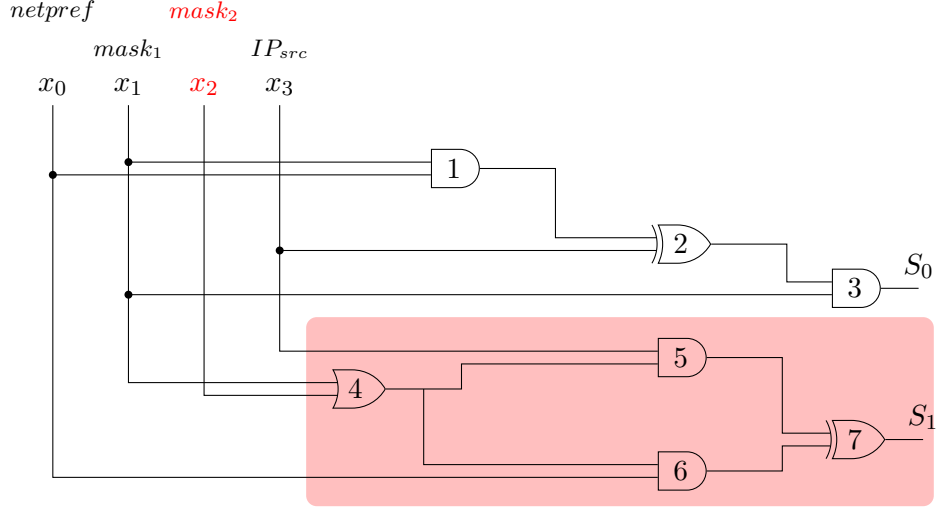 netpref mask₂
mask₁ IPₛᵣc
x₀ x₁ x₂ x₃
1
2
S₀
3
5
4
S₁
7
6